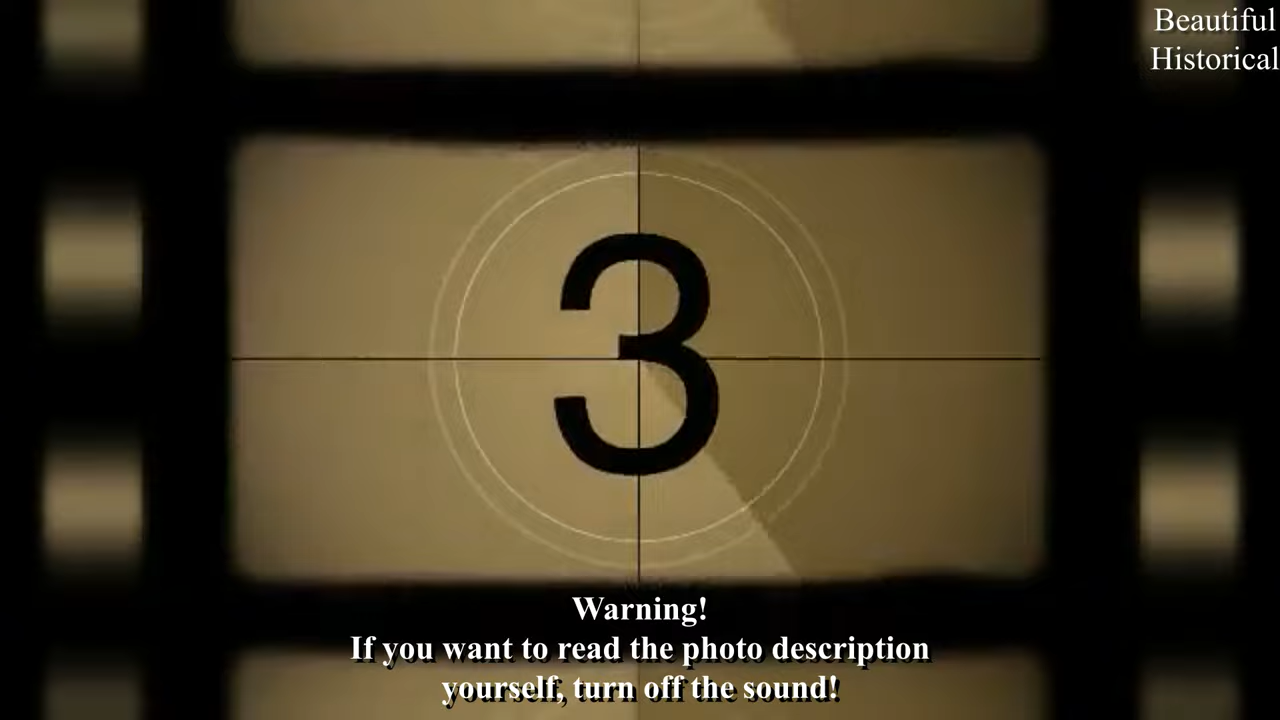 Beautiful
Historical
3
Warning!
If you want to read the photo description
yourself, turn off the sound!